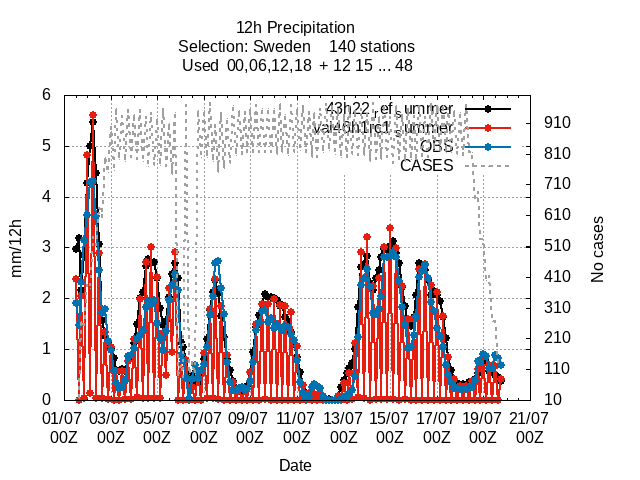 12h Precipitation
Selection: Sweden 140 stations
Used 00,06,12,18 + 12 15 ... 48
43h22_ref_summer
OBS
CASES
6
5
4
3
2
1
0
mm/12h
910
810
710
610
510
410
310
210
110
10
No cases
01/07 03/07 05/07 07/07 09/07 11/07 13/07 15/07 17/07 19/07 21/07
00Z 00Z 00Z 00Z 00Z 00Z 00Z 00Z 00Z 00Z 00Z
Date